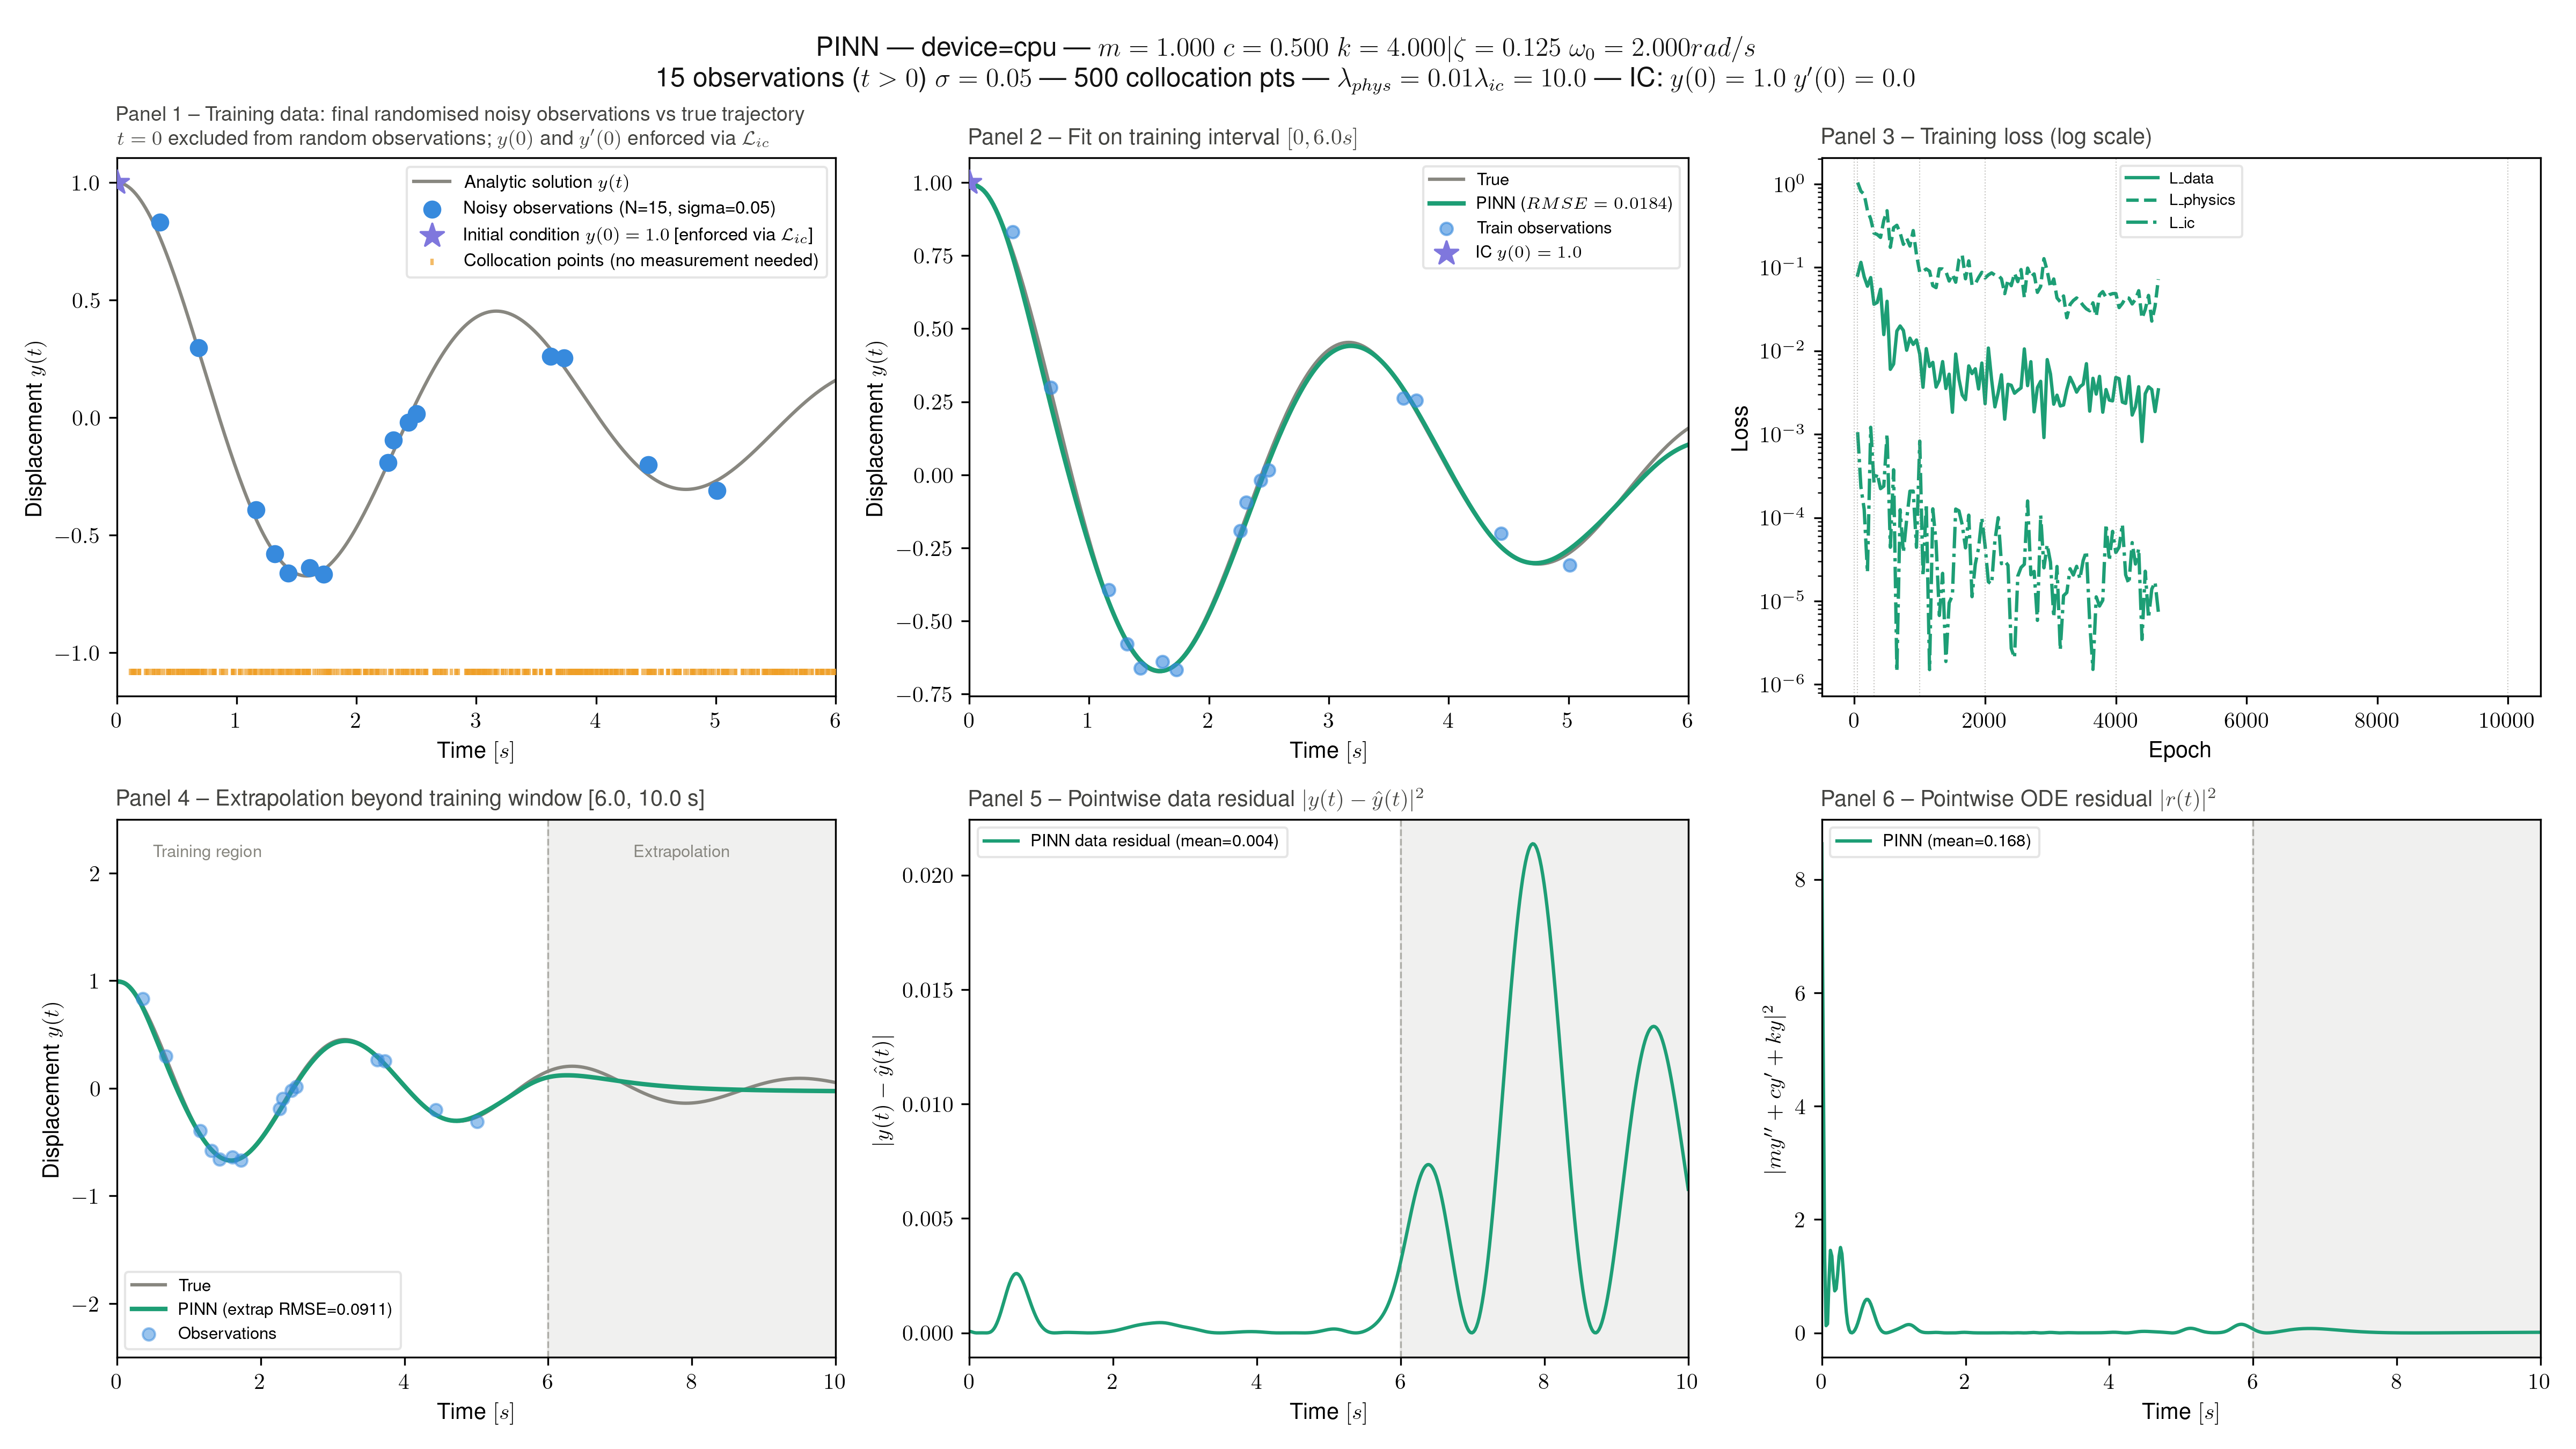 PINN — device=cpu — m = 1.000 c = 0.500 k = 4.000|ζ = 0.125 ω₀ = 2.000rad/s
15 observations (t > 0) σ = 0.05 — 500 collocation pts — λ_phys = 0.01λ_ic = 10.0 — IC: y(0) = 1.0 y′(0) = 0.0
Panel 1 – Training data: final randomised noisy observations vs true trajectory
t = 0 excluded from random observations; y(0) and y′(0) enforced via ℒ_ic
Analytic solution y(t)
Noisy observations (N=15, sigma=0.05)
Initial condition y(0) = 1.0 [enforced via ℒ_ic]
Collocation points (no measurement needed)
Displacement y(t)
1.0
0.5
0.0
−0.5
−1.0
0 1 2 3 4 5 6
Time [s]
Panel 2 – Fit on training interval [0, 6.0s]
True
PINN (RMSE = 0.0184)
Train observations
IC y(0) = 1.0
Displacement y(t)
1.00
0.75
0.50
0.25
0.00
−0.25
−0.50
−0.75
0 1 2 3 4 5 6
Time [s]
Panel 3 – Training loss (log scale)
L_data
L_physics
L_ic
Loss
10⁰
10⁻¹
10⁻²
10⁻³
10⁻⁴
10⁻⁵
10⁻⁶
0 2000 4000 6000 8000 10000
Epoch
Panel 4 – Extrapolation beyond training window [6.0, 10.0 s]
Training region
Extrapolation
Displacement y(t)
2
1
0
−1
−2
True
PINN (extrap RMSE=0.0911)
Observations
0 2 4 6 8 10
Time [s]
Panel 5 – Pointwise data residual |y(t) − ŷ(t)|²
PINN data residual (mean=0.004)
|y(t) − ŷ(t)|
0.020
0.015
0.010
0.005
0.000
0 2 4 6 8 10
Time [s]
Panel 6 – Pointwise ODE residual |r(t)|²
PINN (mean=0.168)
|my″ + cy′ + ky|²
8
6
4
2
0
0 2 4 6 8 10
Time [s]